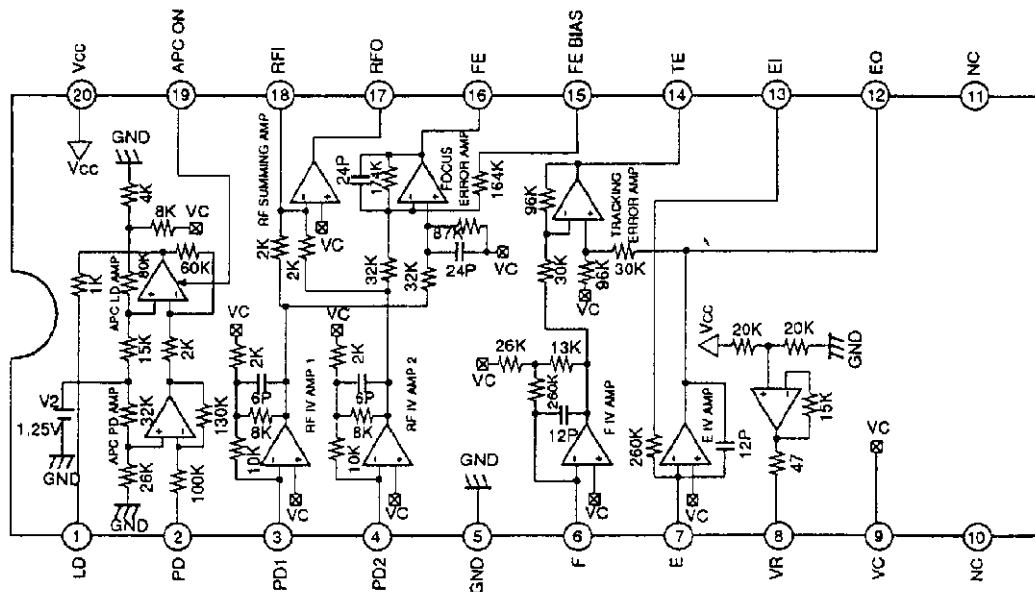 Vcc
APC ON
RFI
RFO
FE
FE BIAS
TE
EI
EO
NC
20
19
18
17
16
15
14
13
12
11
GND
Vcc
4K
8K
VC
60K
80K
1K
APC LD AMP
15K
2K
V2
1.25V
GND
32K
APC PD AMP
130K
26K
100K
GND
RF SUMMING AMP
VC
2K
2K
24P
174K
FOCUS
ERROR AMP
164K
87K
24P
VC
32K
32K
VC
2K
6P
8K
10K
RF IV AMP 1
VC
VC
2K
6P
8K
10K
RF IV AMP 2
VC
GND
96K
TRACKING
ERROR AMP
30K
96K
30K
VC
26K
VC
13K
260K
12P
F IV AMP
VC
260K
E IV AMP
12P
VC
Vcc
20K
20K
GND
15K
47
VC
1
2
3
4
5
6
7
8
9
10
LD
PD
PD1
PD2
GND
F
E
VR
VC
NC